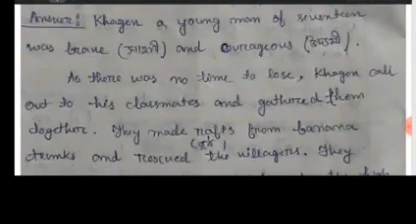 Answer: Khagen a young man of seventeen
was brave (সাহসী) and courageous ( ).
As there was no time to lose, Khagen call
out to his classmates and gathored them
together. They made rafts from banana
trunks and rescued the villagers. They